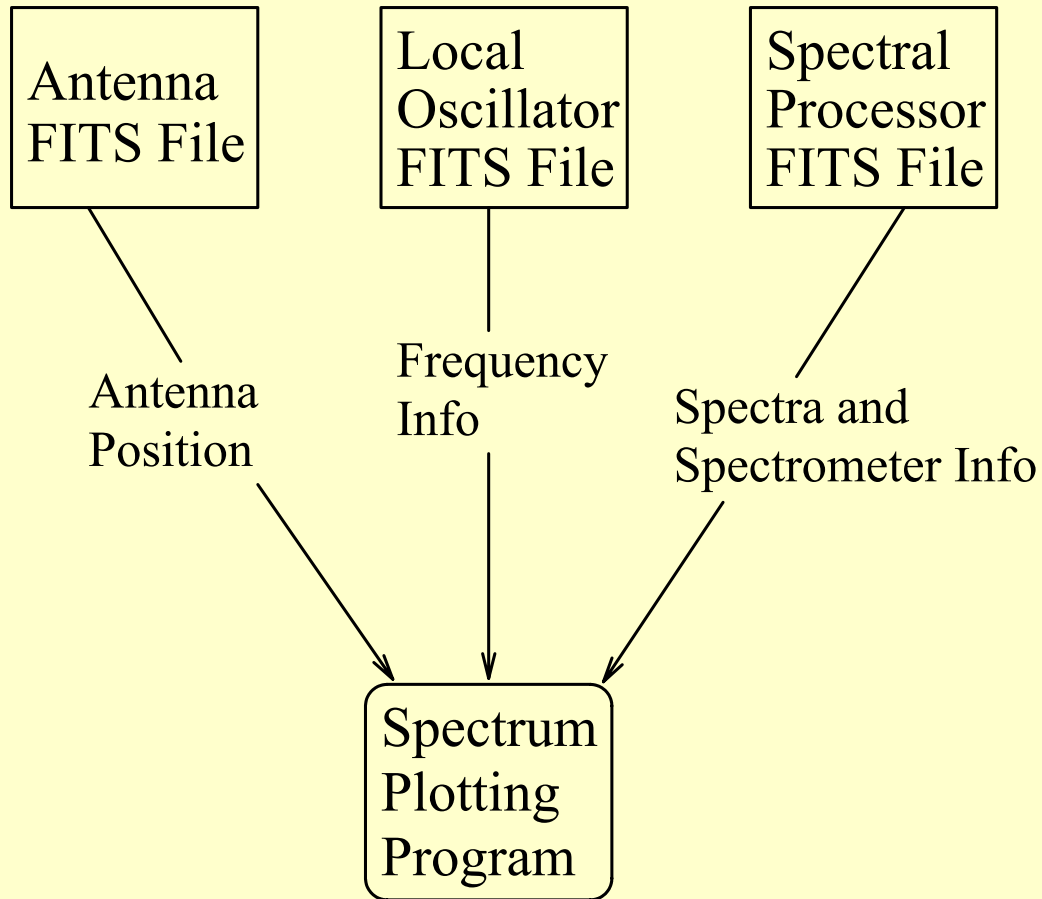 Antenna
FITS File
Local
Oscillator
FITS File
Spectral
Processor
FITS File
Antenna
Position
Frequency
Info
Spectra and
Spectrometer Info
Spectrum
Plotting
Program